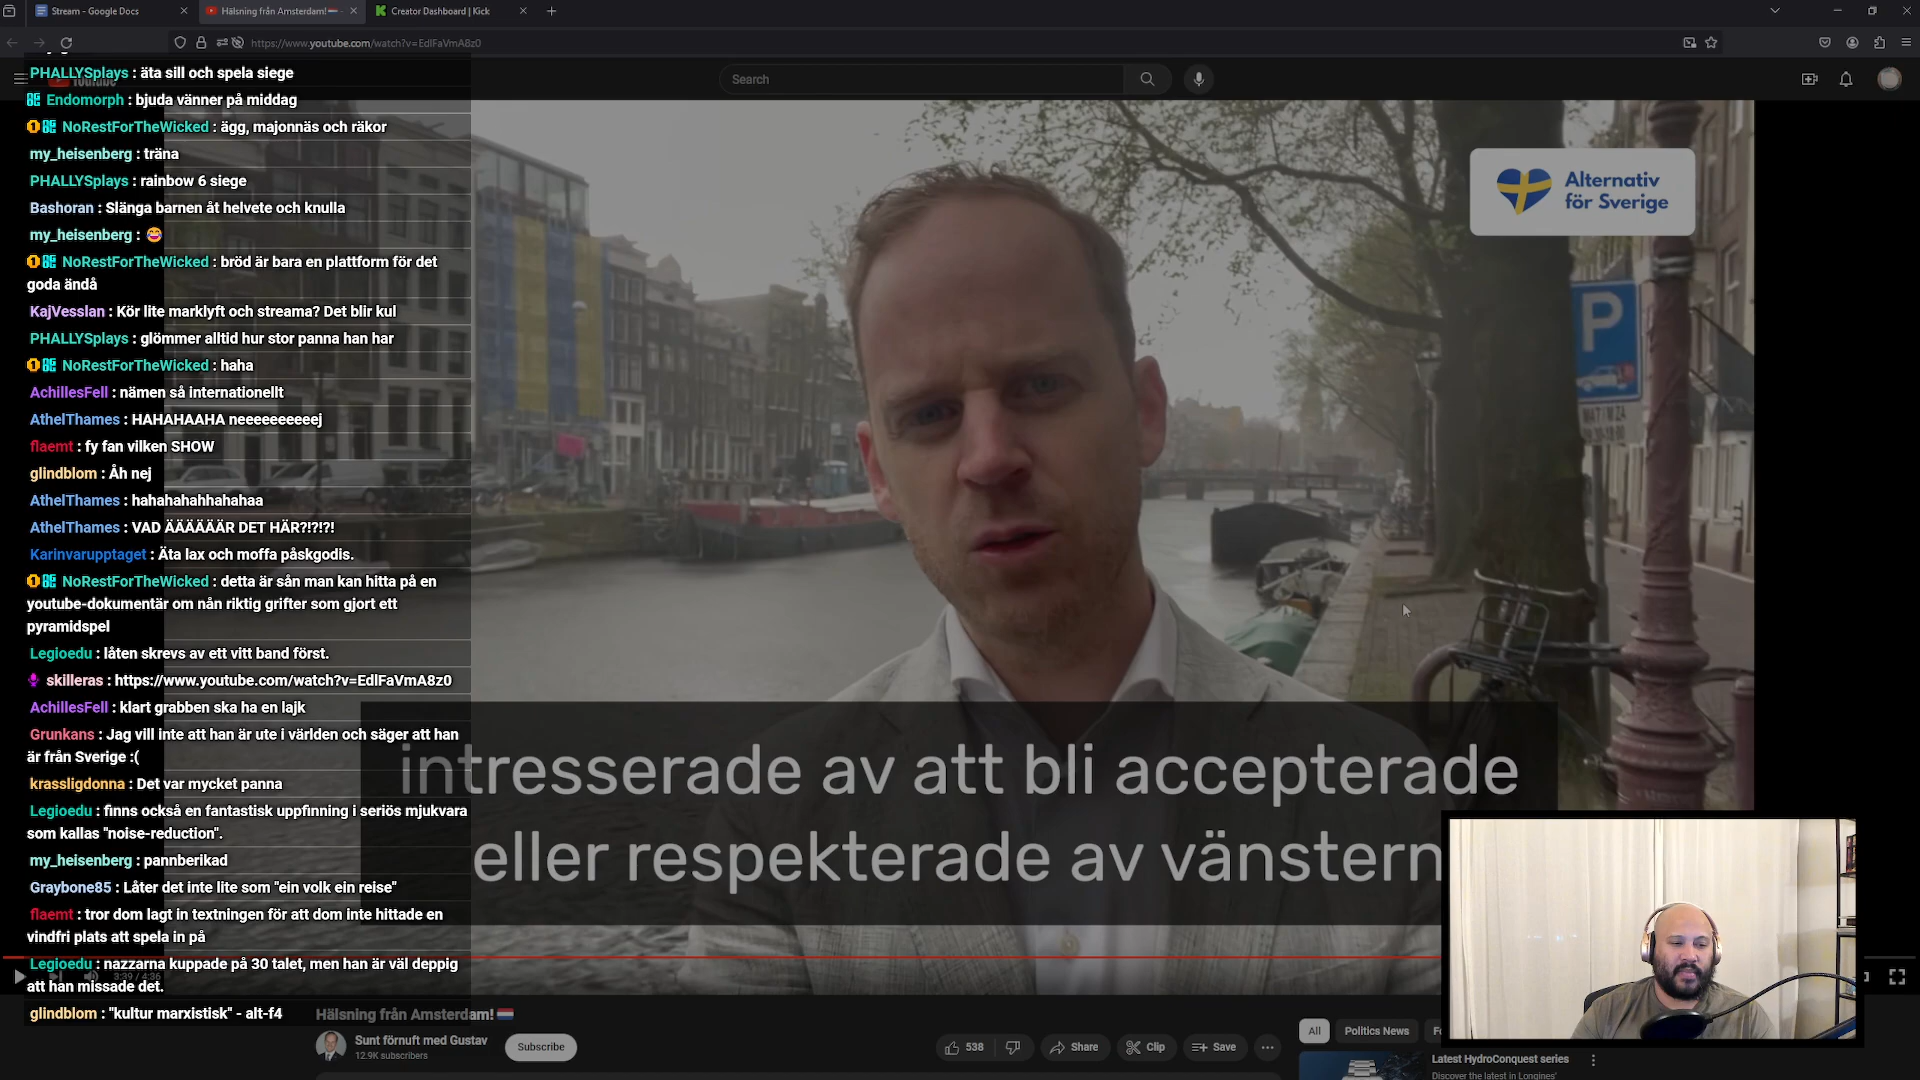 Stream - Google Docs
Hälsning från Amsterdam!
Creator Dashboard | Kick
https://www.youtube.com/watch?v=EdlFaVmA8z0
Search
PHALLYSplays : äta sill och spela siege
Endomorph : bjuda vänner på middag
NoRestForTheWicked : ägg, majonnäs och räkor
my_heisenberg : träna
PHALLYSplays : rainbow 6 siege
Bashoran : Slänga barnen åt helvete och knulla
my_heisenberg : 😂
NoRestForTheWicked : bröd är bara en plattform för det
goda ändå
KajVesslan : Kör lite marklyft och streama? Det blir kul
PHALLYSplays : glömmer alltid hur stor panna han har
NoRestForTheWicked : haha
AchillesFell : nämen så internationellt
AthelThames : HAHAHAAHA neeeeeeeeeej
flaemt : fy fan vilken SHOW
glindblom : Åh nej
AthelThames : hahahahahhahahaa
AthelThames : VAD ÄÄÄÄÄÄR DET HÄR?!?!?!
Karinvarupptaget : Äta lax och moffa påskgodis.
NoRestForTheWicked : detta är sån man kan hitta på en
youtube-dokumentär om nån riktig grifter som gjort ett
pyramidspel
Legioedu : låten skrevs av ett vitt band först.
skilleras : https://www.youtube.com/watch?v=EdlFaVmA8z0
AchillesFell : klart grabben ska ha en lajk
Grunkans : Jag vill inte att han är ute i världen och säger att han
är från Sverige :(
krassligdonna : Det var mycket panna
Legioedu : finns också en fantastisk uppfinning i seriös mjukvara
som kallas "noise-reduction".
my_heisenberg : pannberikad
Graybone85 : Låter det inte lite som "ein volk ein reise"
flaemt : tror dom lagt in textningen för att dom inte hittade en
vindfri plats att spela in på
Legioedu : nazzarna kuppade på 30 talet, men han är väl deppig
att han missade det.
glindblom : "kultur marxistisk" - alt-f4
Alternativ
för Sverige
P
intresserade av att bli accepterade
eller respekterade av vänstern
3:39 / 4:36
Hälsning från Amsterdam!
Sunt förnuft med Gustav
12.9K subscribers
Subscribe
538
Share
Clip
Save
All
Politics News
Latest HydroConquest series
Discover the latest in Longines'